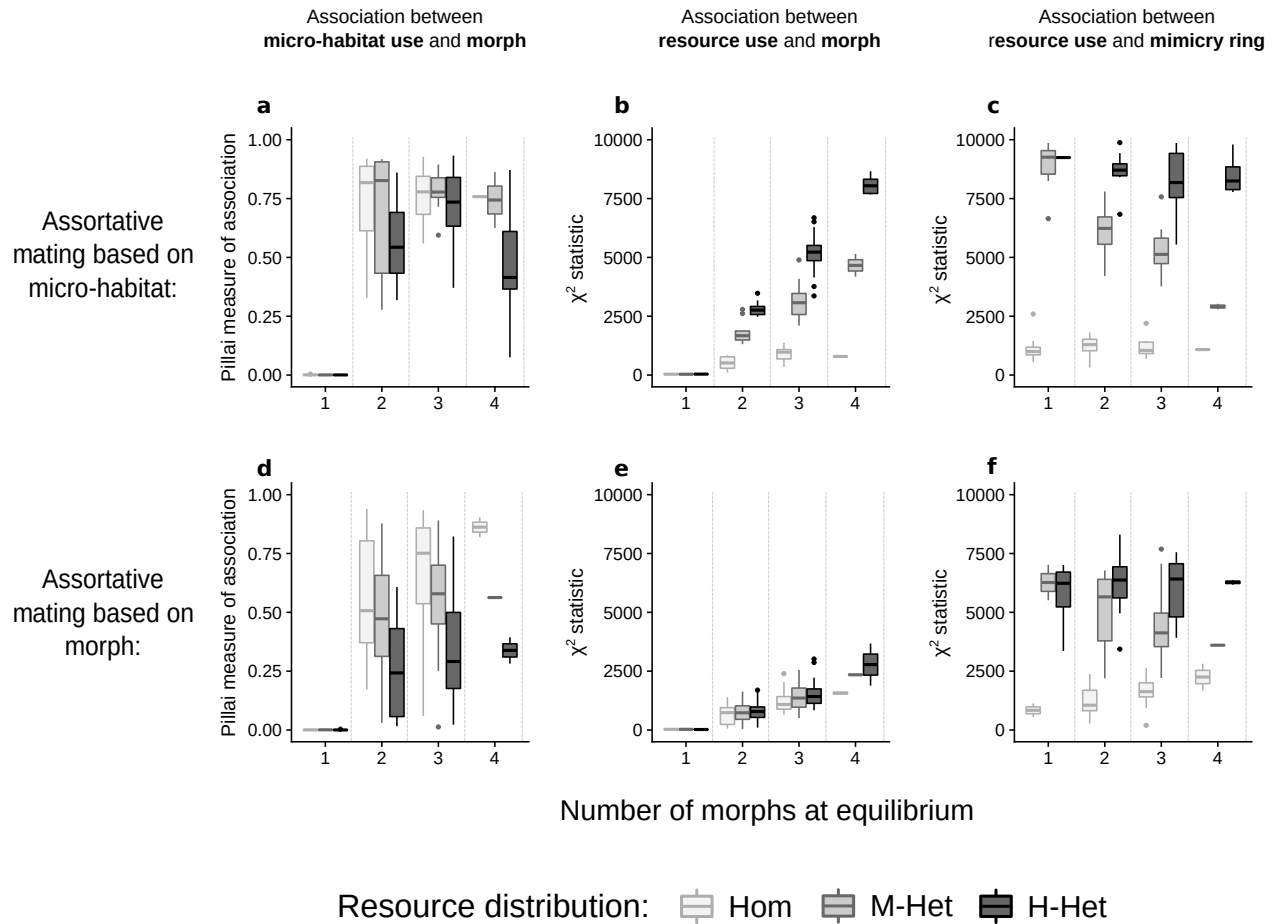 Association between
micro-habitat use and morph
Association between
resource use and morph
Association between
resource use and mimicry ring
Assortative
mating based on
micro-habitat:
a
Pillai measure of association
1.00
0.75
0.50
0.25
0.00
1 2 3 4
b
χ² statistic
10000
7500
5000
2500
0
1 2 3 4
c
χ² statistic
10000
7500
5000
2500
0
1 2 3 4
Assortative
mating based on
morph:
d
Pillai measure of association
1.00
0.75
0.50
0.25
0.00
1 2 3 4
e
χ² statistic
10000
7500
5000
2500
0
1 2 3 4
f
χ² statistic
10000
7500
5000
2500
0
1 2 3 4
Number of morphs at equilibrium
Resource distribution: Hom M-Het H-Het